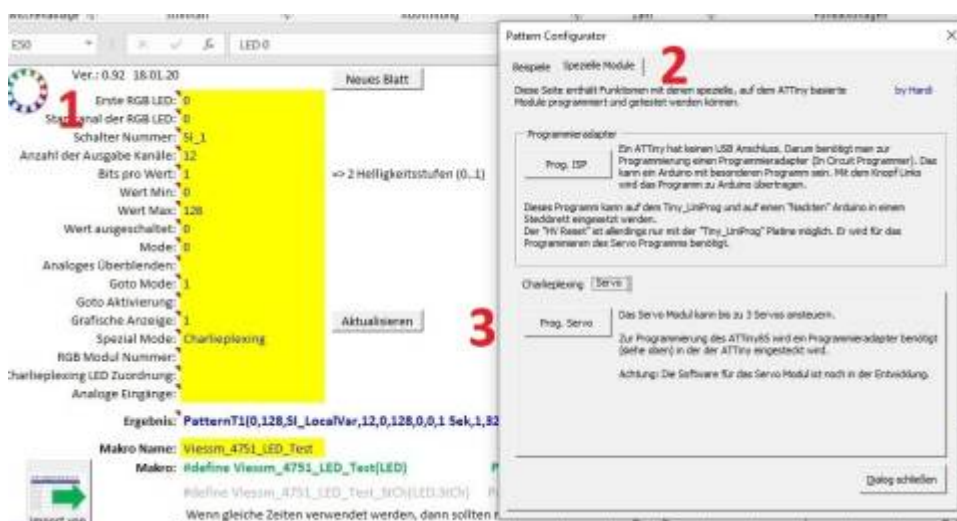 E50
LED 0
Ver.: 0.92 18.01.20
Neues Blatt
1
Erste RGB LED: 0
Startkanal der RGB LED: 0
Schalter Nummer: SI_1
Anzahl der Ausgabe Kanäle: 12
Bits pro Wert: 1
=> 2 Helligkeitsstufen (0..1)
Wert Min: 0
Wert Max: 128
Wert ausgeschaltet: 0
Mode: 0
Analoges Überblenden:
Goto Mode: 1
Goto Aktivierung:
Grafische Anzeige: 1
Aktualisieren
Spezial Mode: Charlieplexing
RGB Modul Nummer:
Charlieplexing LED Zuordnung:
Analoge Eingänge:
Ergebnis: PatternT1(0,128,SI_LocalVar,12,0,128,0,0,1 Sek,1,32
Makro Name: Viessm_4751_LED_Test
Makro: #define Viessm_4751_LED_Test(LED)
#define Viessm_4751_LED_Test_StCh(LED,StCh)
Wenn gleiche Zeiten verwendet werden, dann sollten
Import von
Pattern Configurator
Beispiele Spezielle Module
2
Diese Seite enthält Funktionen mit denen spezielle, auf dem ATTiny basierte
Module programmiert und getestet werden können.
by Hardi
Programmieradapter
Prog. ISP
Ein ATTiny hat keinen USB Anschluss. Darum benötigt man zur
Programmierung einen Programmieradapter (In Circuit Programmer). Das
kann ein Arduino mit besonderen Programm sein. Mit dem Knopf Links
wird das Programm zu Arduino übertragen.
Dieses Programm kann auf dem Tiny_UniProg und auf einen "Nackten" Arduino in einem
Steckbrett eingesetzt werden.
Der "HV Reset" ist allerdings nur mit der "Tiny_UniProg" Platine möglich. Er wird für das
Programmieren des Servo Programms benötigt.
Charlieplexing Servo
3
Prog. Servo
Das Servo Modul kann bis zu 3 Servos ansteuern.
Zur Programmierung des ATTiny85 wird ein Programmieradapter benötigt
(siehe oben) in der der ATTiny eingesteckt wird.
Achtung: Die Software für das Servo Modul ist noch in der Entwicklung.
Dialog schließen